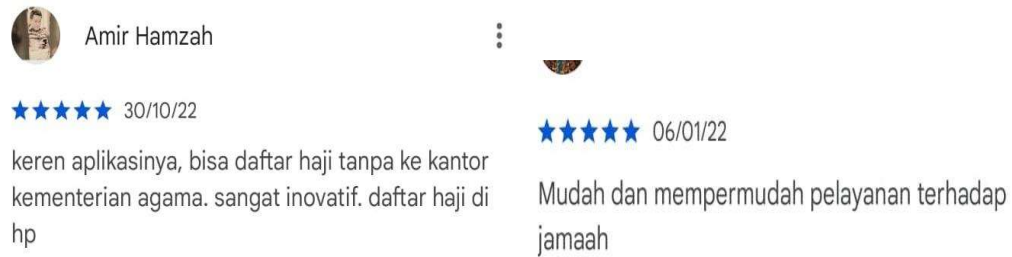 Amir Hamzah
30/10/22
keren aplikasinya, bisa daftar haji tanpa ke kantor
kementerian agama. sangat inovatif. daftar haji di
hp
06/01/22
Mudah dan mempermudah pelayanan terhadap
jamaah